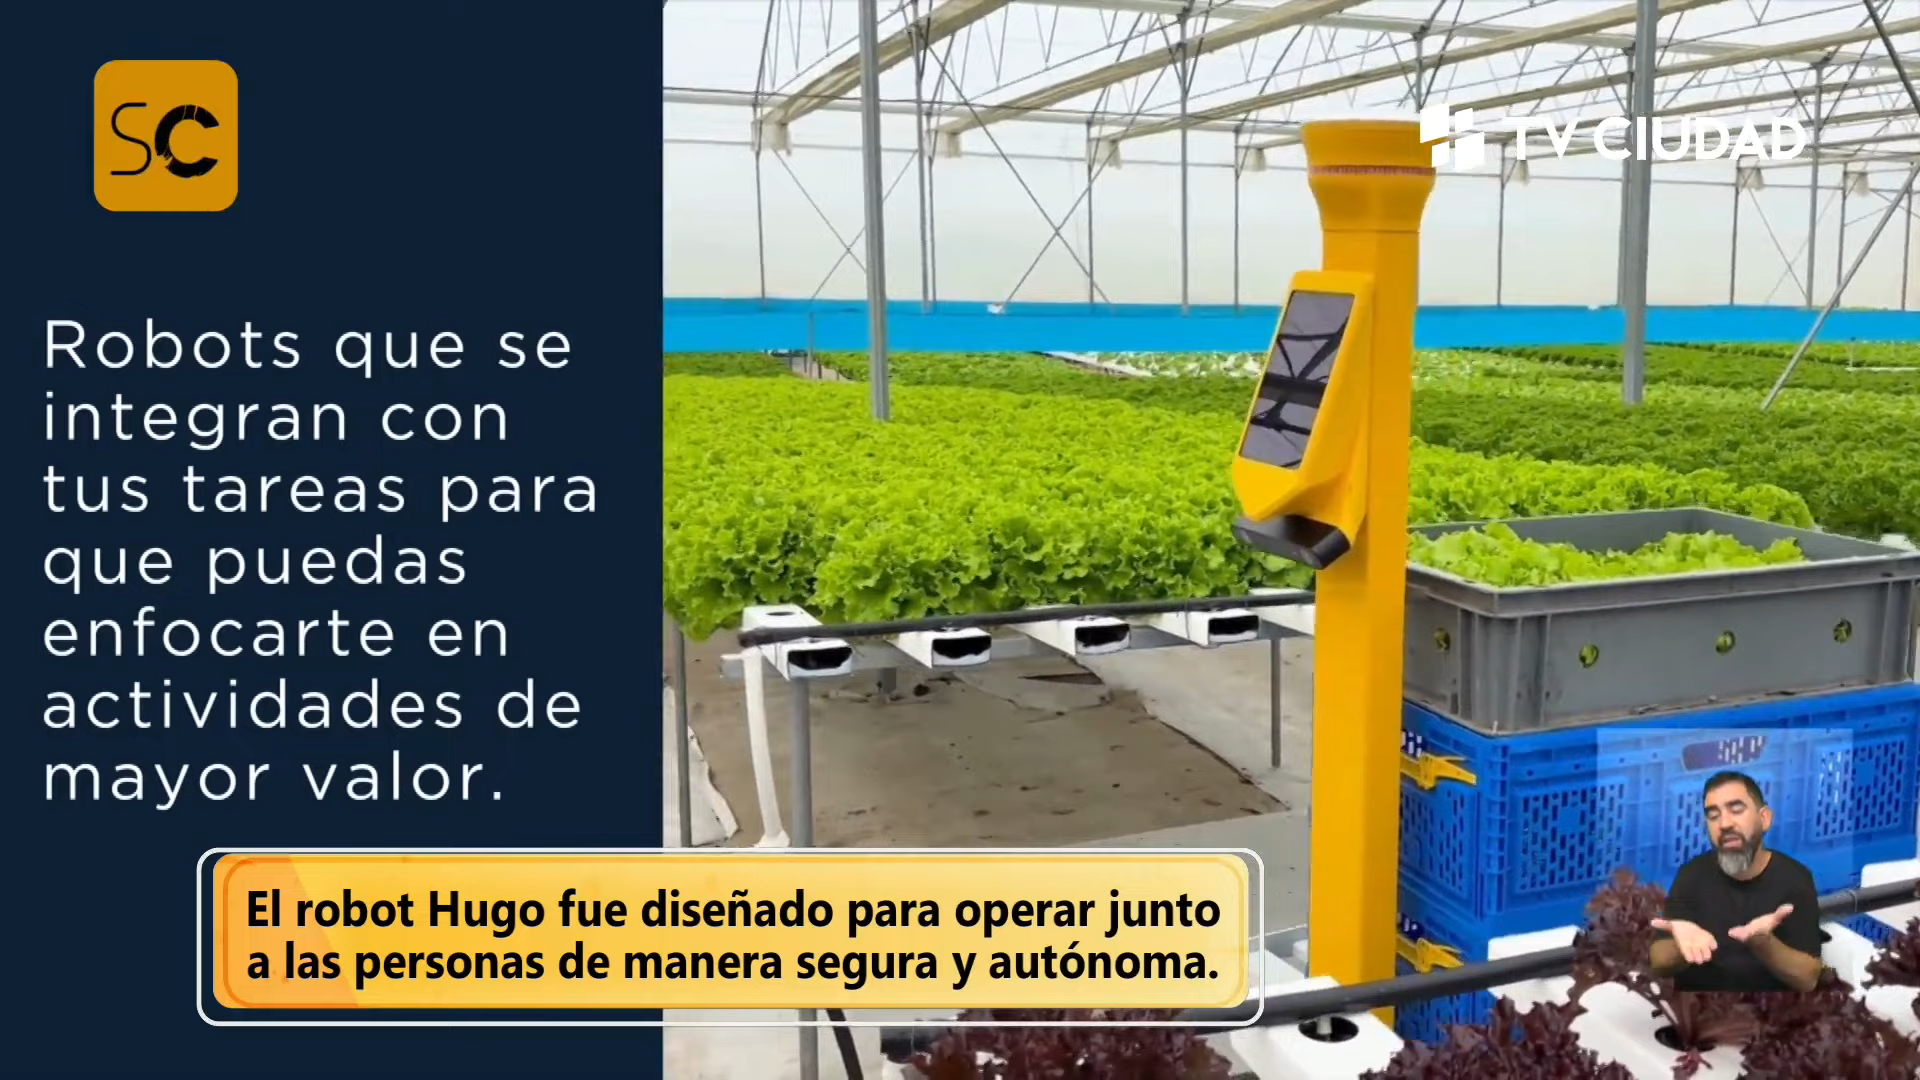 SC
TV CIUDAD
Robots que se
integran con
tus tareas para
que puedas
enfocarte en
actividades de
mayor valor.
El robot Hugo fue diseñado para operar junto
a las personas de manera segura y autónoma.